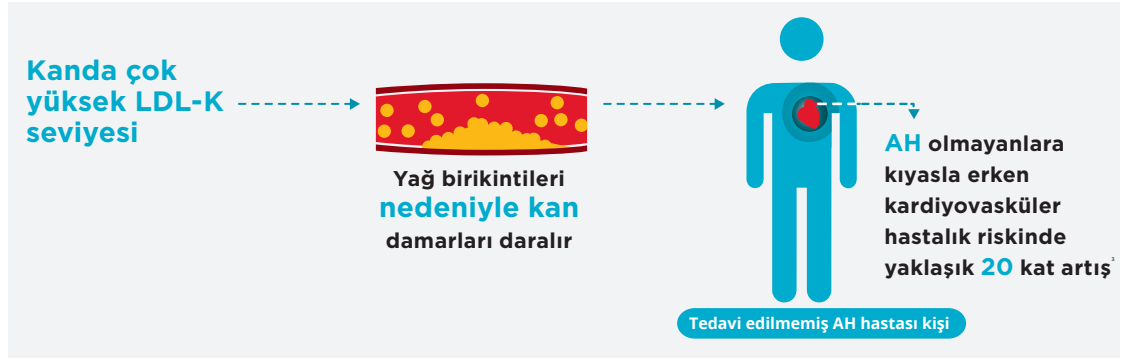 Kanda çok
yüksek LDL-K
seviyesi
Yağ birikintileri
nedeniyle kan
damarları daralır
AH olmayanlara
kıyasla erken
kardiyovasküler
hastalık riskinde
yaklaşık 20 kat artış
Tedavi edilmemiş AH hastası kişi